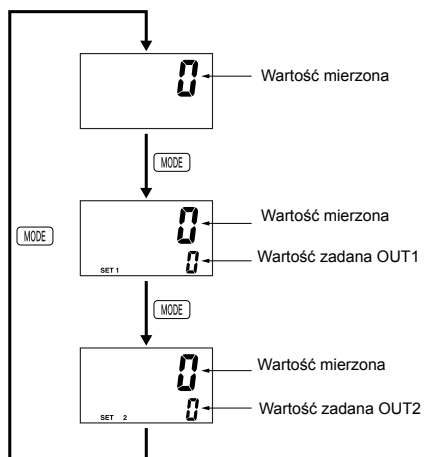 0
Wartość mierzona
MODE
MODE
0
Wartość mierzona
SET 1
0
Wartość zadana OUT1
MODE
0
Wartość mierzona
SET 2
0
Wartość zadana OUT2